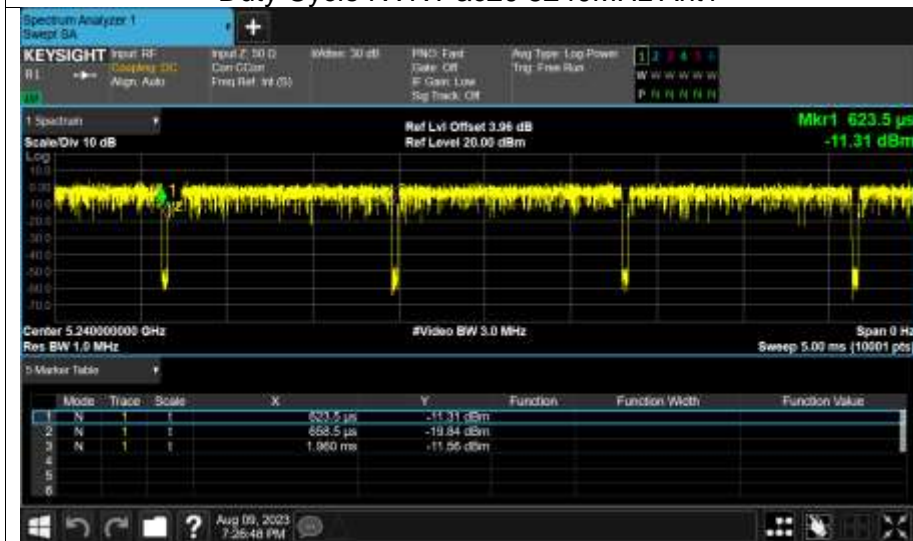 Spectrum Analyzer 1
Swept SA
KEYSIGHT
Input: RF
Coupling: DC
Align: Auto
Input Z: 50 Ω
Corr CCorr
Freq Ref: Int (S)
#Atten: 30 dB
PNO: Fast
Gate: Off
IF Gain: Low
Sig Track: Off
Avg Type: Log-Power
Trig: Free Run
1 2 3 4 5 6
W W W W W W
P N N N N N
1 Spectrum
Scale/Div 10 dB
Log
Ref Lvl Offset 3.96 dB
Ref Level 20.00 dBm
Mkr1 623.5 µs
-11.31 dBm
10.0
0.00
-10.0
-20.0
-30.0
-40.0
-50.0
-60.0
-70.0
1
2
Center 5.240000000 GHz
Res BW 1.0 MHz
#Video BW 3.0 MHz
Span 0 Hz
Sweep 5.00 ms (10001 pts)
5 Marker Table
Mode Trace Scale X Y Function Function Width Function Value
1 N 1 t 623.5 µs -11.31 dBm
2 N 1 t 658.5 µs -19.84 dBm
3 N 1 t 1.960 ms -11.56 dBm
4
5
6
?
Aug 09, 2023
7:26:48 PM